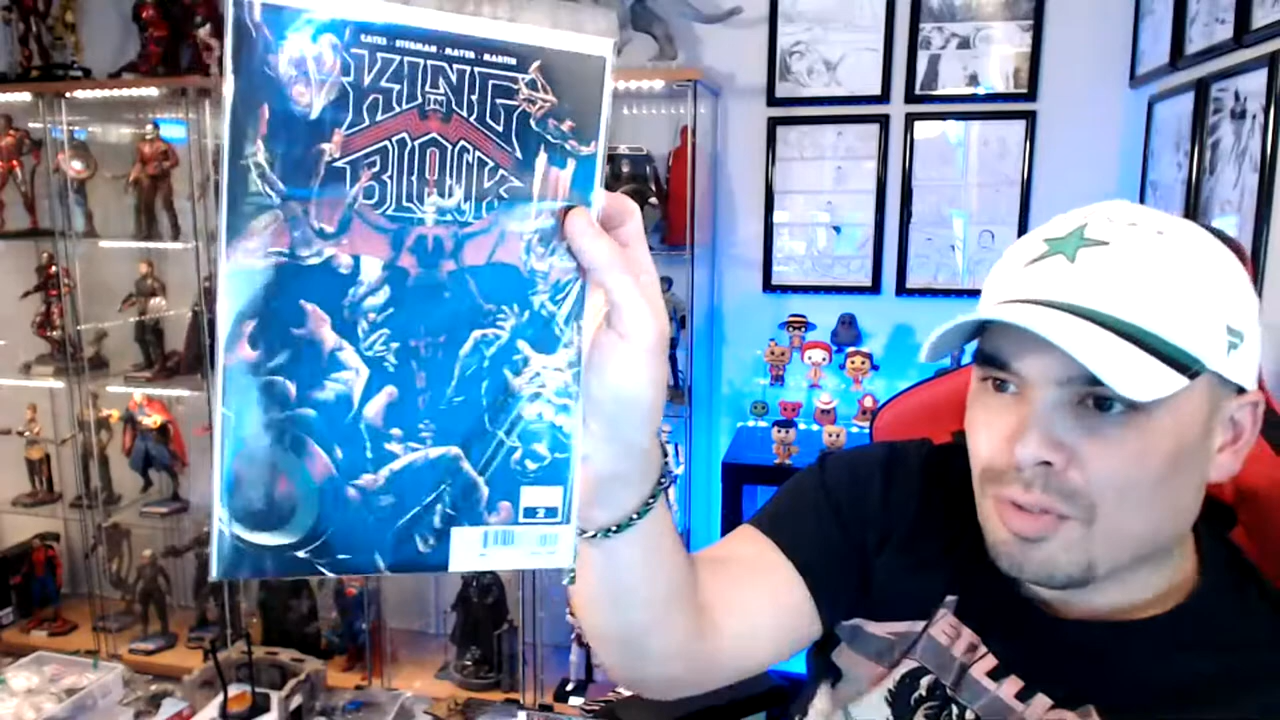 CATES · STEGMAN · MAYER · MARTIN
KING
IN
BLACK
2